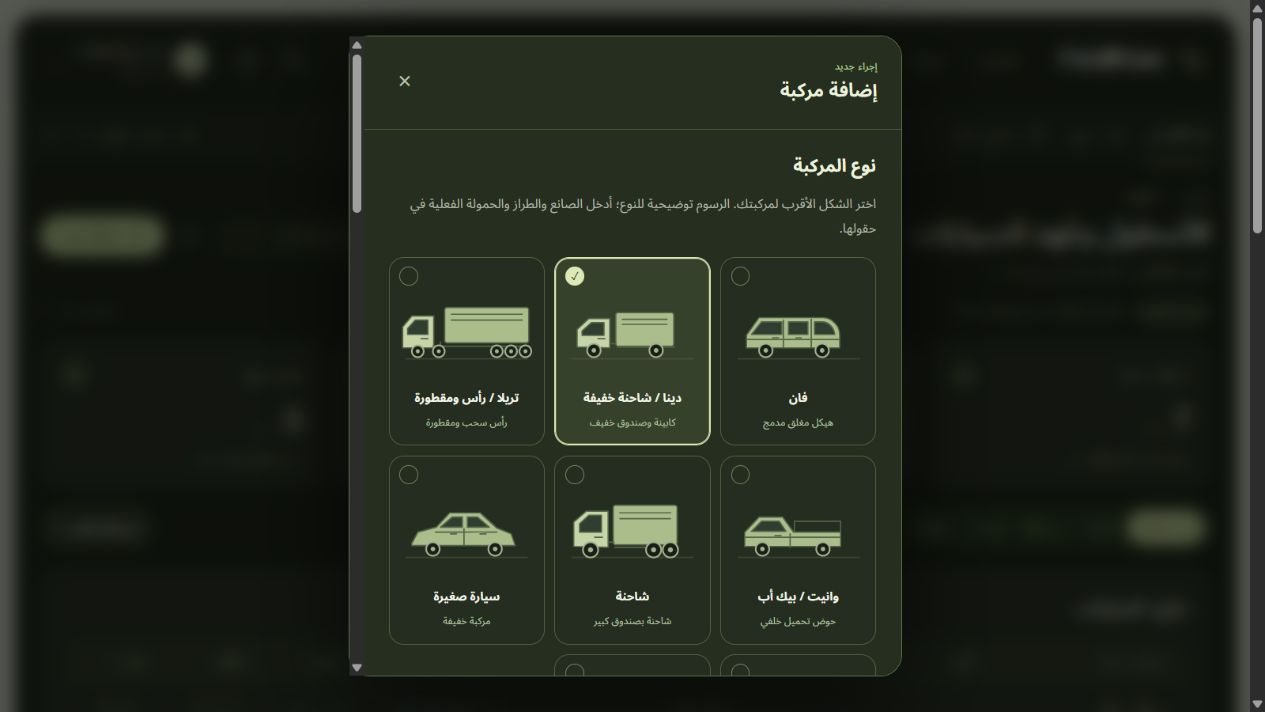 إجراء جديد
إضافة مركبة
نوع المركبة
اختر الشكل الأقرب لمركبتك. الرسوم توضيحية للنوع؛ أدخل الصانع والطراز والحمولة الفعلية في
حقولها.
فان
هيكل مغلق مدمج
دينا / شاحنة خفيفة
كابينة وصندوق خفيف
تريلا / رأس ومقطورة
رأس سحب ومقطورة
وانيت / بيك أب
حوض تحميل خلفي
شاحنة
شاحنة بصندوق كبير
سيارة صغيرة
مركبة خفيفة